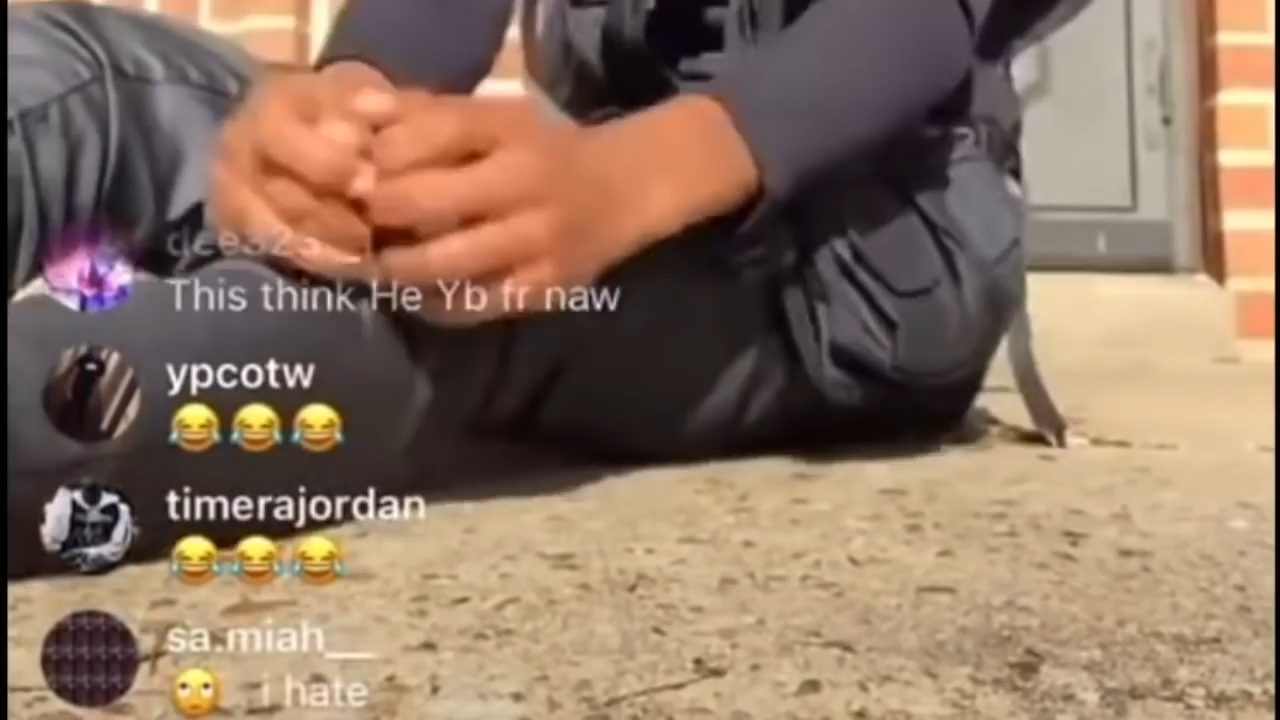 This think He Yb fr naw
ypcotw
😂😂😂
timerajordan
😂😂😂
sa.miah__
🙄 i hate